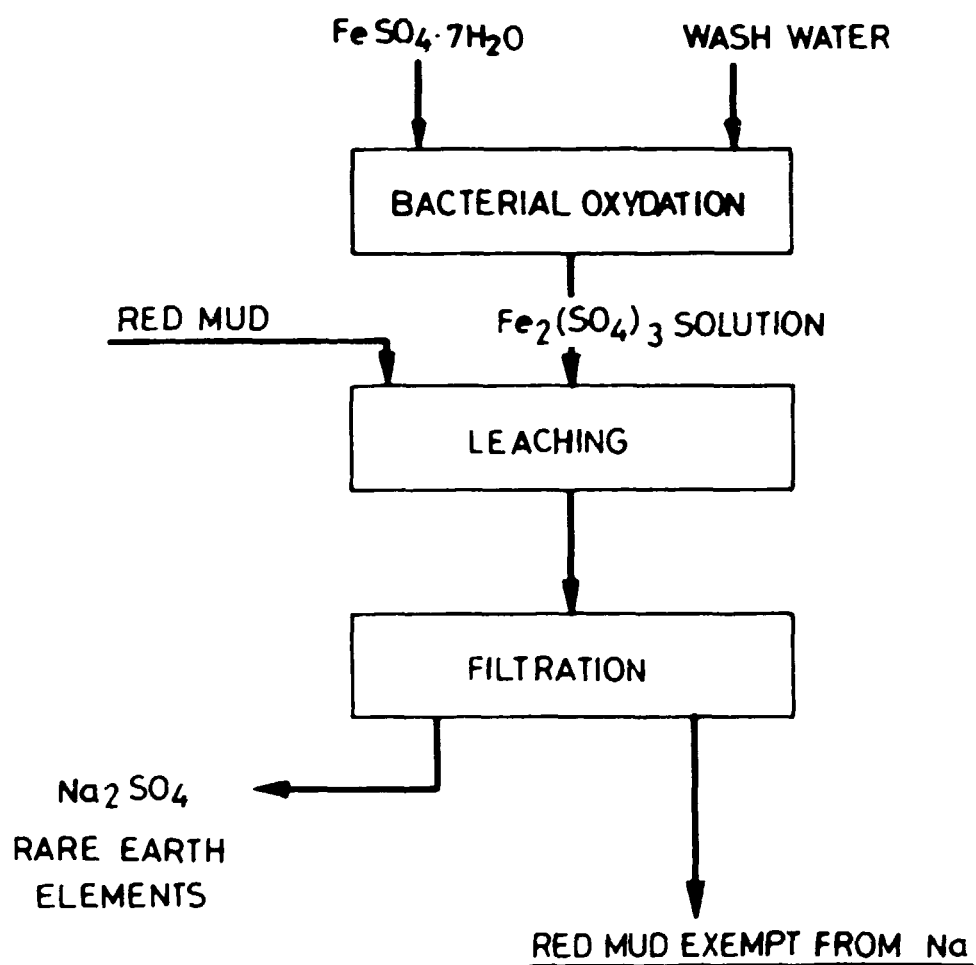 FeSO₄·7H₂O
WASH WATER
BACTERIAL OXYDATION
RED MUD
Fe₂(SO₄)₃ SOLUTION
LEACHING
FILTRATION
Na₂SO₄
RARE EARTH
ELEMENTS
RED MUD EXEMPT FROM Na